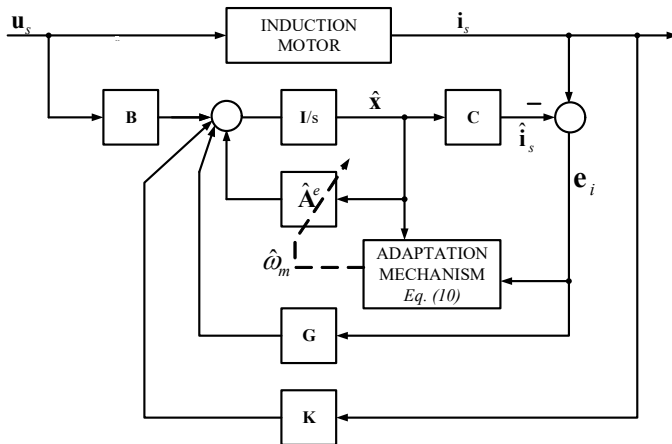 u_s
INDUCTION
MOTOR
i_s
B
I/s
x̂
C
−
î_s
e_i
Â^e
ω̂_m
ADAPTATION
MECHANISM
Eq. (10)
G
K